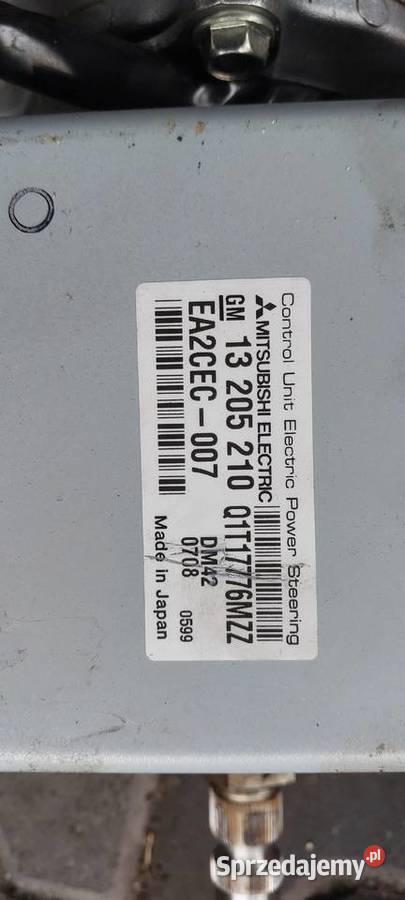 Control Unit Electric Power Steering
MITSUBISHI ELECTRIC
GM 13 205 210 Q1T17776MZZ
EA2CEC-007 DM42
0708 0599
Made in Japan
Sprzedajemy.pl